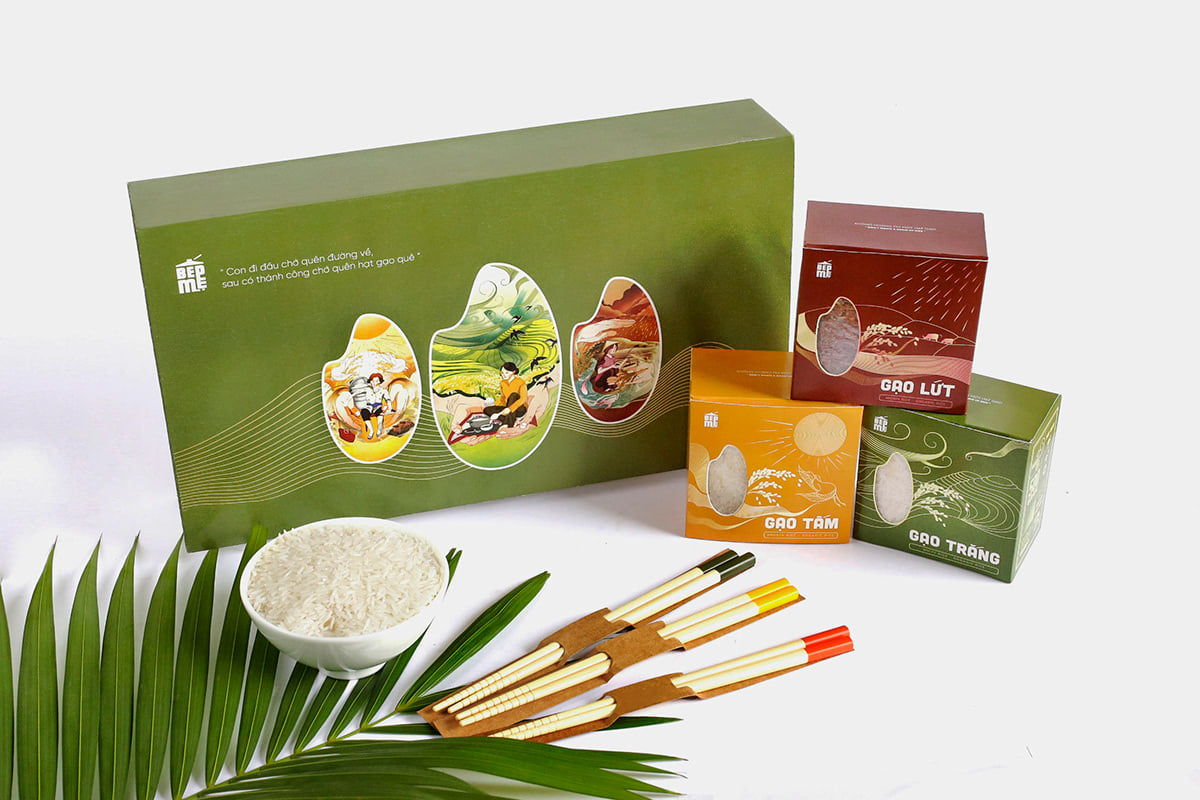 BẾP
MẸ
“ Con đi đâu chớ quên đường về,
sau có thành công chớ quên hạt gạo quê “
BẾP
MẸ
GẠO LỨT
BẾP
MẸ
GẠO TẤM
BẾP
MẸ
GẠO TRẮNG